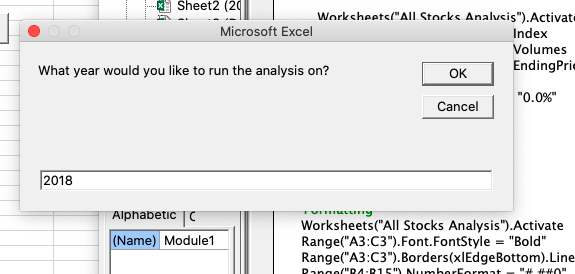 Sheet2 (20
Worksheets("All Stocks Analysis").Activate
Microsoft Excel
Index
Volumes
EndingPric
"0.0%"
What year would you like to run the analysis on?
OK
Cancel
2018
Alphabetic
(Name) Module1
'Formatting
Worksheets("All Stocks Analysis").Activate
Range("A3:C3").Font.FontStyle = "Bold"
Range("A3:C3").Borders(xlEdgeBottom).Line
Range("B4:B15").NumberFormat = "#,##0"